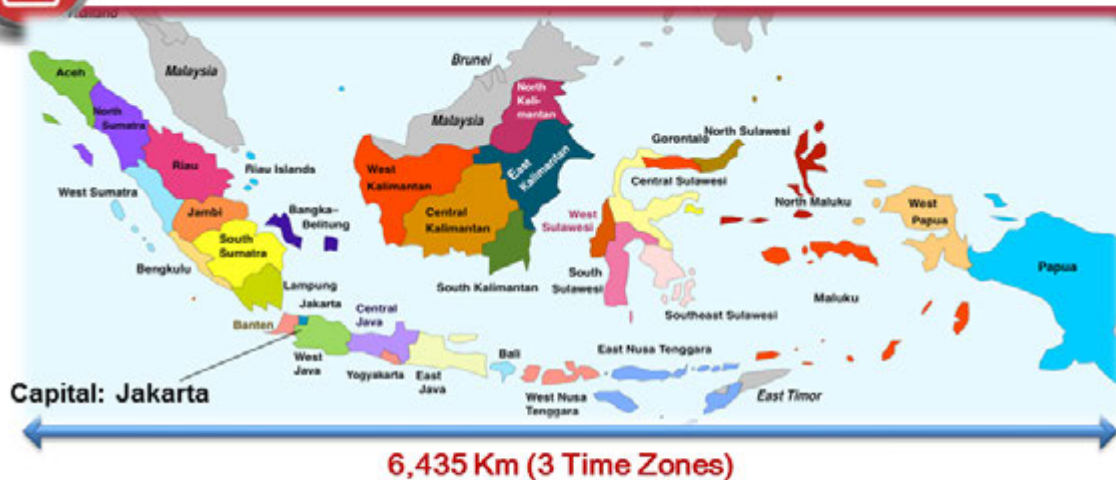 Thailand
Aceh
Malaysia
North
Sumatra
Riau
Riau Islands
West Sumatra
Jambi
Bangka–
Belitung
South
Sumatra
Bengkulu
Lampung
Brunei
Malaysia
North
Kali-
mantan
West
Kalimantan
East
Kalimantan
Central
Kalimantan
South Kalimantan
Gorontalo
North Sulawesi
Central Sulawesi
West
Sulawesi
South
Sulawesi
Southeast Sulawesi
North Maluku
Maluku
West
Papua
Papua
Jakarta
Banten
Central
Java
West
Java
Yogyakarta
East
Java
Bali
West Nusa
Tenggara
East Nusa Tenggara
East Timor
Capital: Jakarta
6,435 Km (3 Time Zones)